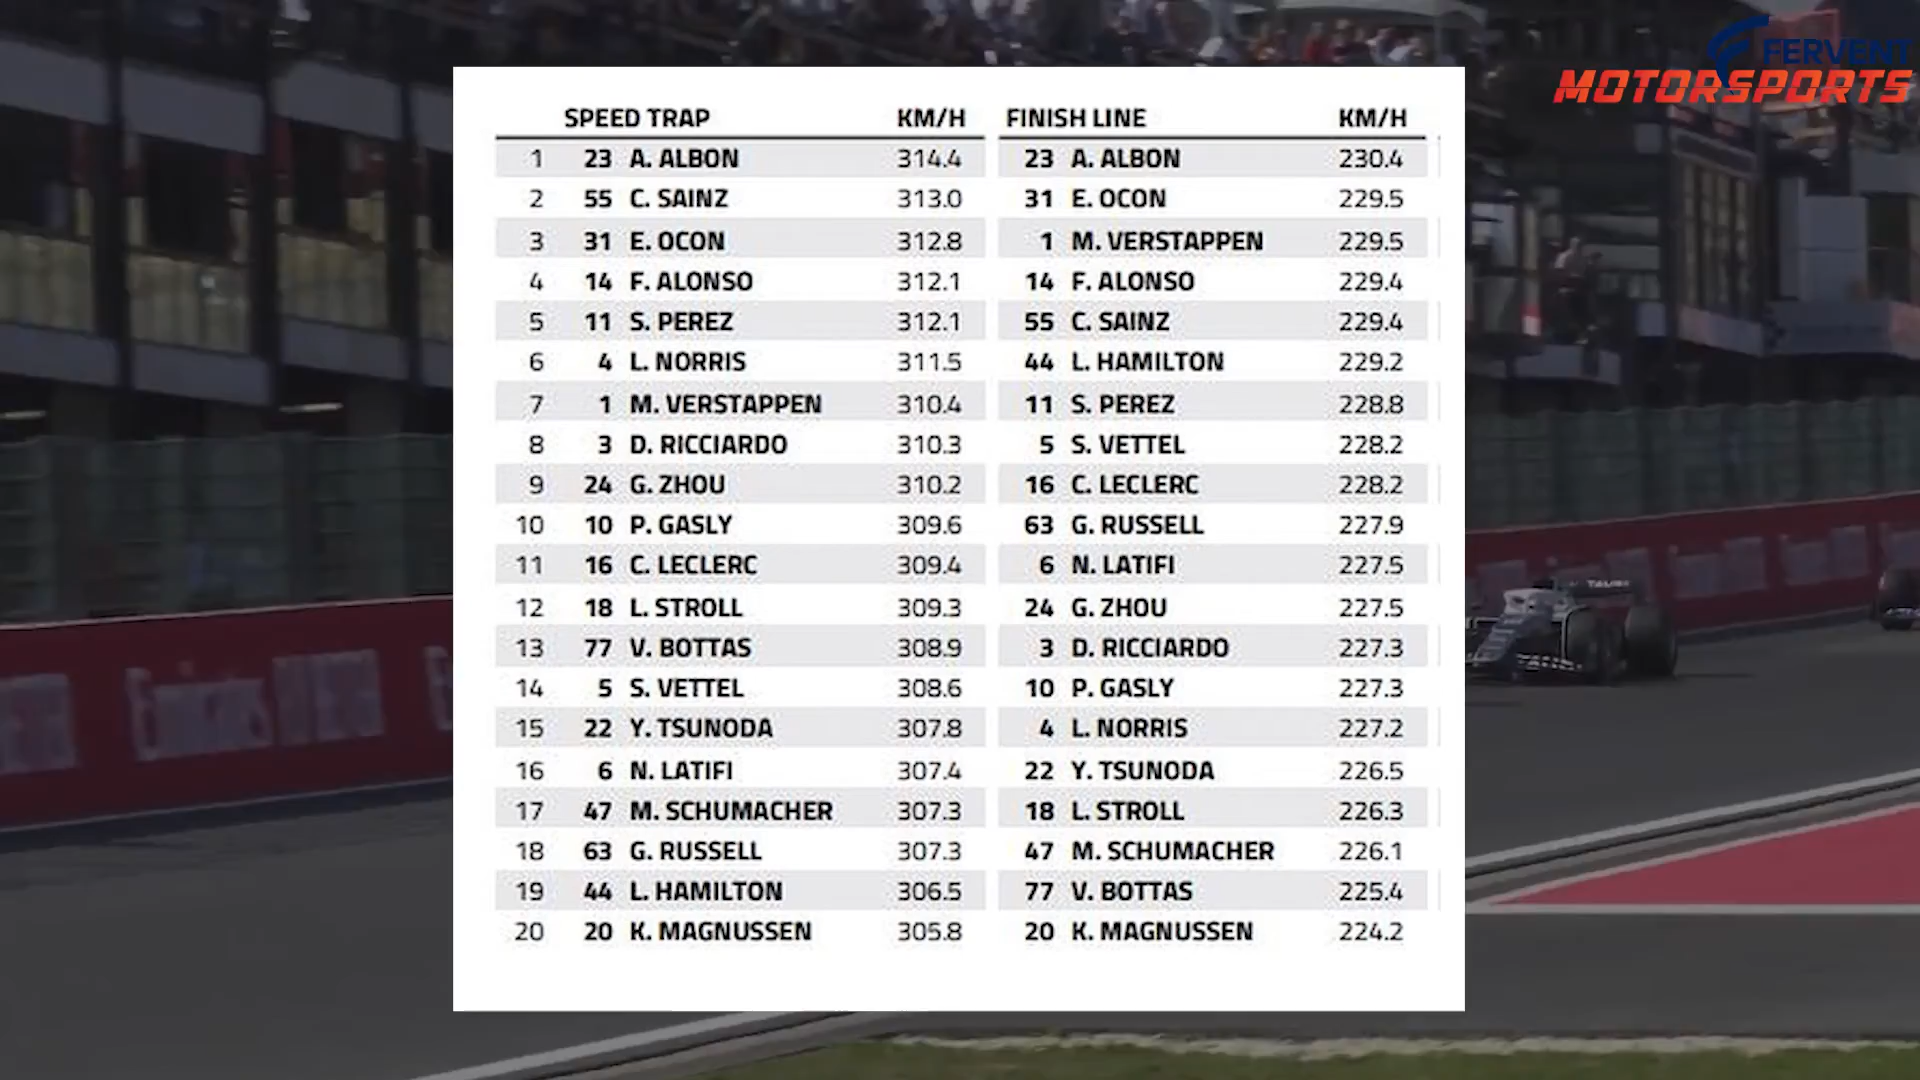 FERVENT
MOTORSPORTS
SPEED TRAP KM/H FINISH LINE KM/H
1 23 A. ALBON 314.4 23 A. ALBON 230.4
2 55 C. SAINZ 313.0 31 E. OCON 229.5
3 31 E. OCON 312.8 1 M. VERSTAPPEN 229.5
4 14 F. ALONSO 312.1 14 F. ALONSO 229.4
5 11 S. PEREZ 312.1 55 C. SAINZ 229.4
6 4 L. NORRIS 311.5 44 L. HAMILTON 229.2
7 1 M. VERSTAPPEN 310.4 11 S. PEREZ 228.8
8 3 D. RICCIARDO 310.3 5 S. VETTEL 228.2
9 24 G. ZHOU 310.2 16 C. LECLERC 228.2
10 10 P. GASLY 309.6 63 G. RUSSELL 227.9
11 16 C. LECLERC 309.4 6 N. LATIFI 227.5
12 18 L. STROLL 309.3 24 G. ZHOU 227.5
13 77 V. BOTTAS 308.9 3 D. RICCIARDO 227.3
14 5 S. VETTEL 308.6 10 P. GASLY 227.3
15 22 Y. TSUNODA 307.8 4 L. NORRIS 227.2
16 6 N. LATIFI 307.4 22 Y. TSUNODA 226.5
17 47 M. SCHUMACHER 307.3 18 L. STROLL 226.3
18 63 G. RUSSELL 307.3 47 M. SCHUMACHER 226.1
19 44 L. HAMILTON 306.5 77 V. BOTTAS 225.4
20 20 K. MAGNUSSEN 305.8 20 K. MAGNUSSEN 224.2